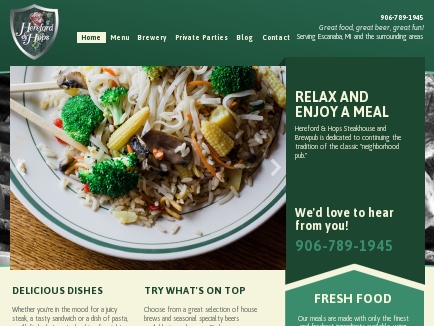 Hereford
& Hops
906-789-1945
Great food, great beer, great fun!
Serving Escanaba, MI and the surrounding areas
Home Menu Brewery Private Parties Blog Contact
RELAX AND
ENJOY A MEAL
Hereford & Hops Steakhouse and
Brewpub is dedicated to continuing the
tradition of the classic "neighborhood
pub."
We'd love to hear
from you!
906-789-1945
DELICIOUS DISHES
Whether you're in the mood for a juicy
steak, a tasty sandwich or a dish of pasta,
TRY WHAT'S ON TOP
Choose from a great selection of house
brews and seasonal specialty beers
FRESH FOOD
Our meals are made with only the finest